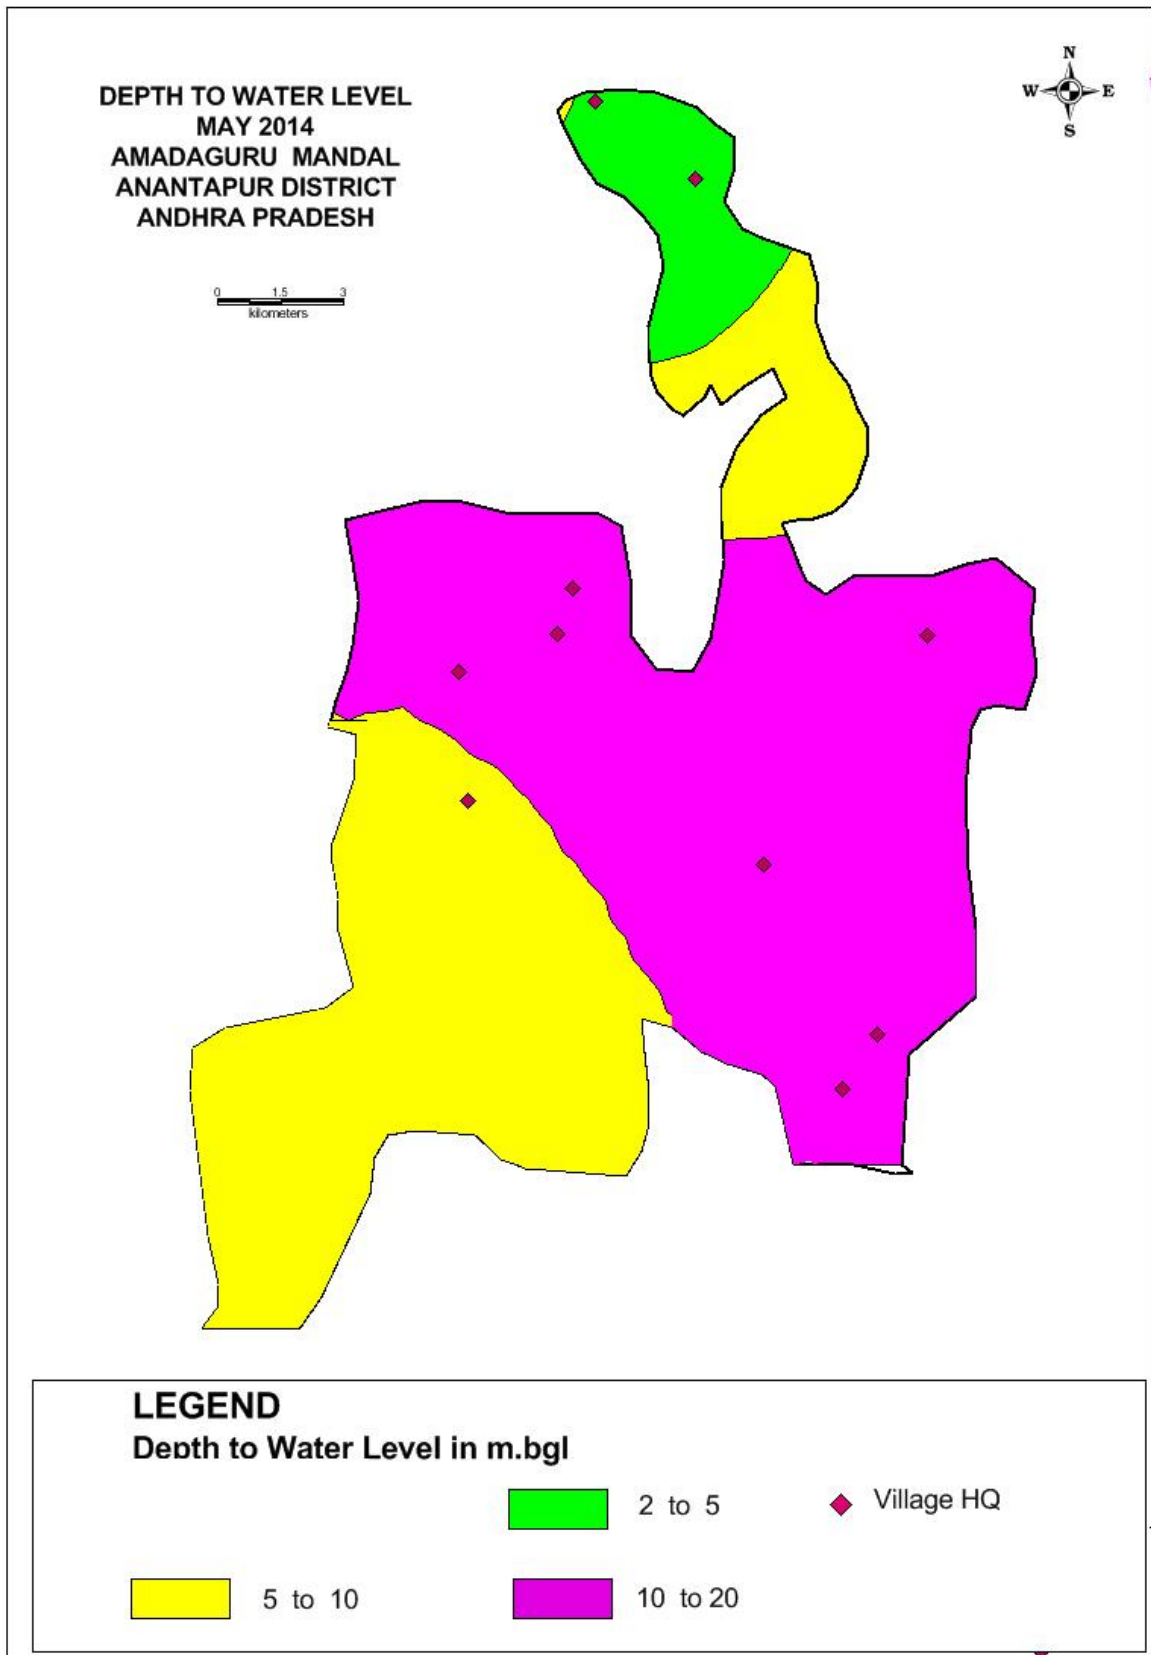 DEPTH TO WATER LEVEL
MAY 2014
AMADAGURU MANDAL
ANANTAPUR DISTRICT
ANDHRA PRADESH
N
W E
S
0 1.5 3
kilometers
LEGEND
Depth to Water Level in m.bgl
2 to 5
Village HQ
5 to 10
10 to 20